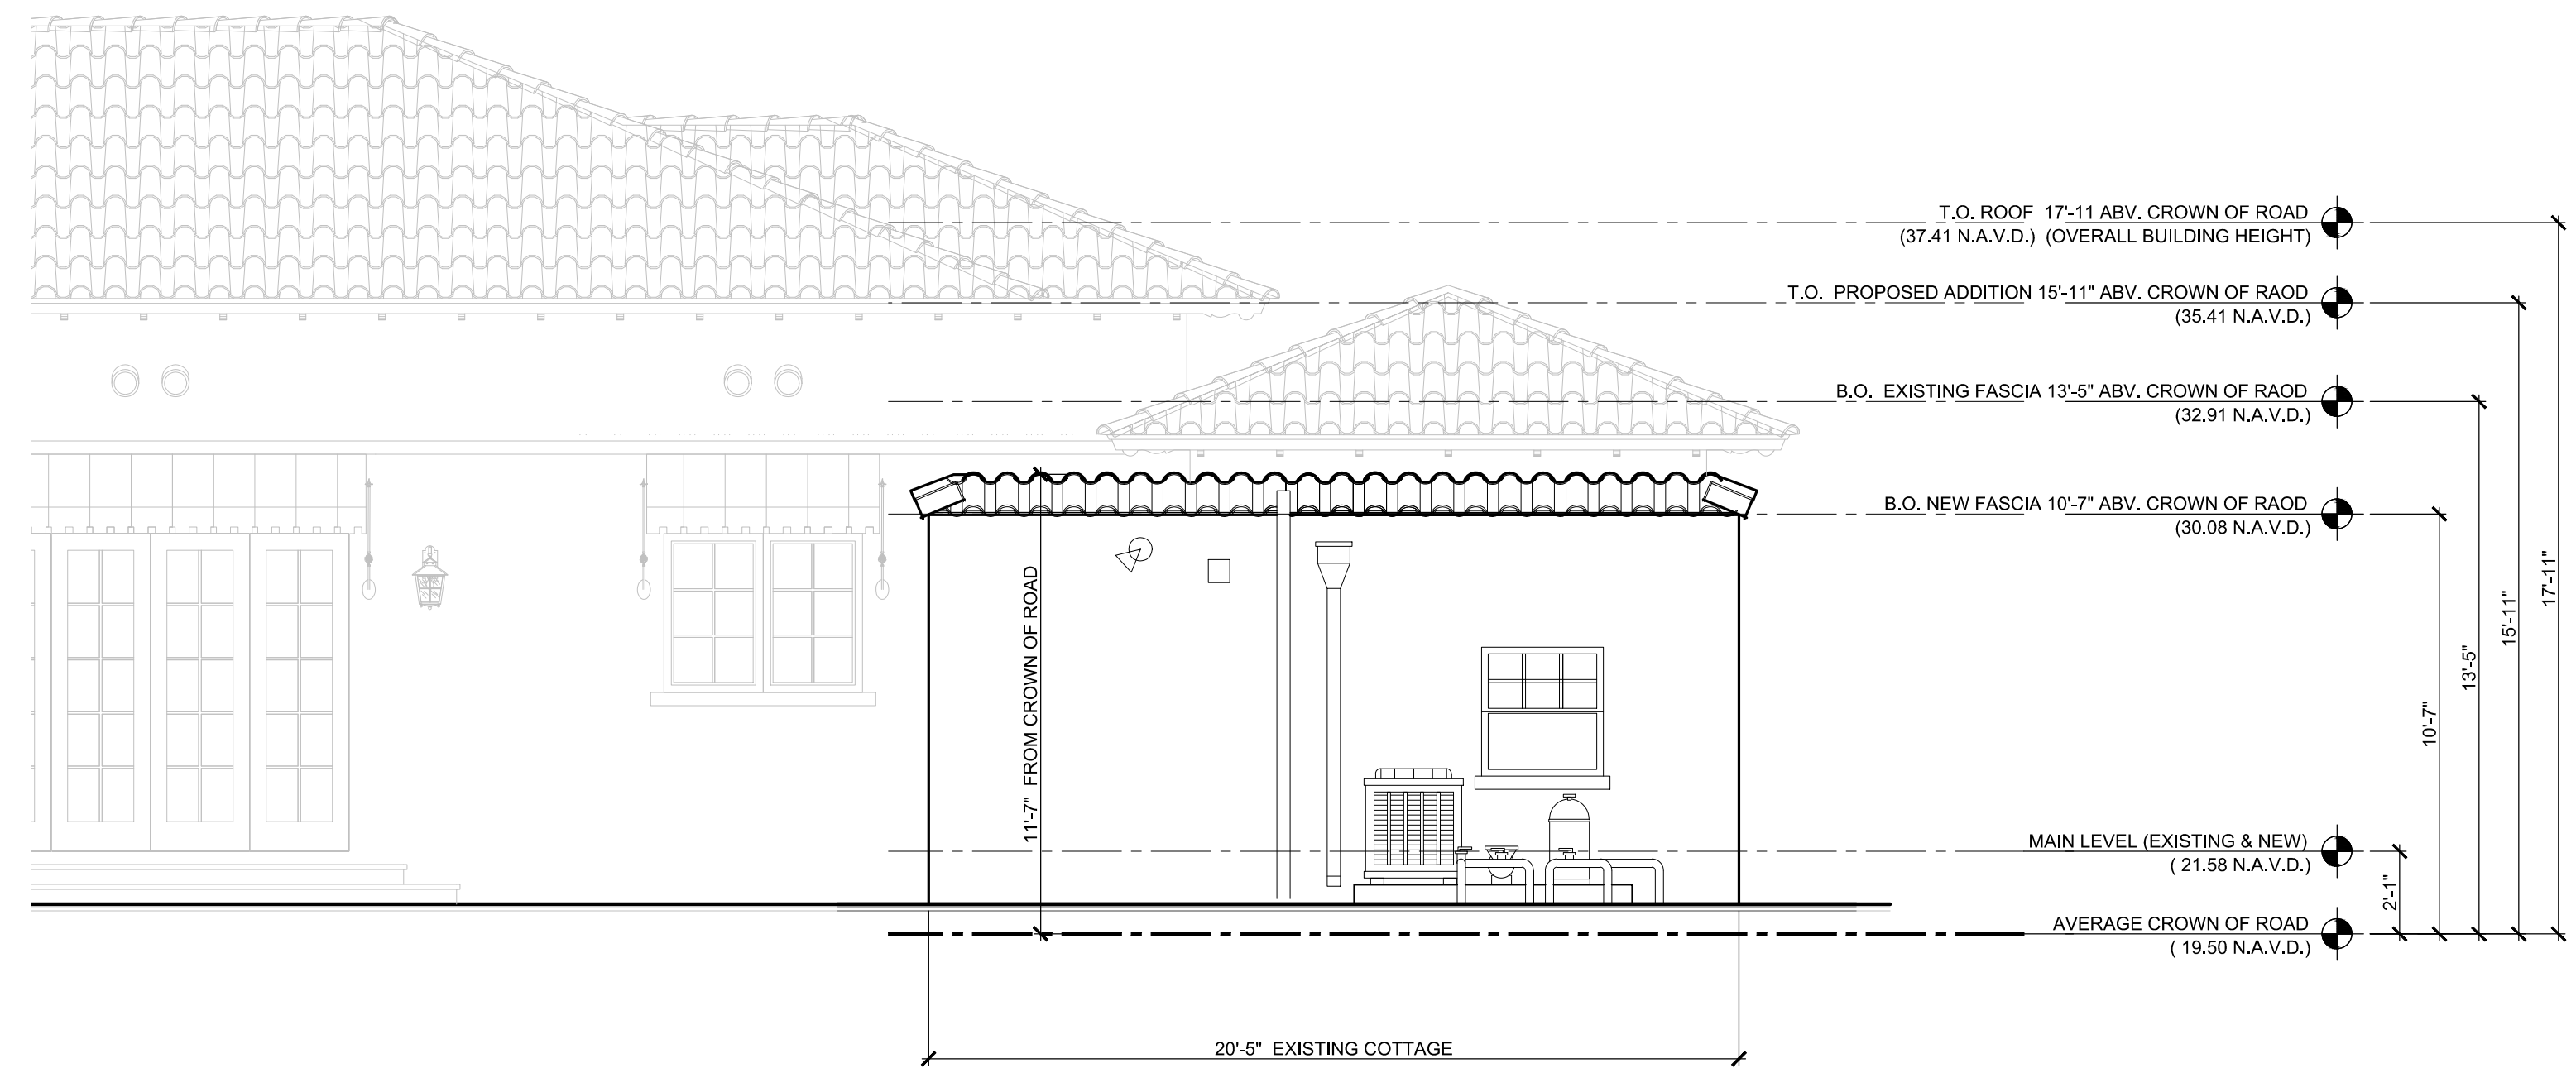 T.O. ROOF 17'-11 ABV. CROWN OF ROAD
(37.41 N.A.V.D.) (OVERALL BUILDING HEIGHT)
T.O. PROPOSED ADDITION 15'-11" ABV. CROWN OF RAOD
(35.41 N.A.V.D.)
B.O. EXISTING FASCIA 13'-5" ABV. CROWN OF RAOD
(32.91 N.A.V.D.)
B.O. NEW FASCIA 10'-7" ABV. CROWN OF RAOD
(30.08 N.A.V.D.)
11'-7" FROM CROWN OF ROAD
MAIN LEVEL (EXISTING & NEW)
( 21.58 N.A.V.D.)
AVERAGE CROWN OF ROAD
( 19.50 N.A.V.D.)
2'-1"
10'-7"
13'-5"
15'-11"
17'-11"
20'-5" EXISTING COTTAGE